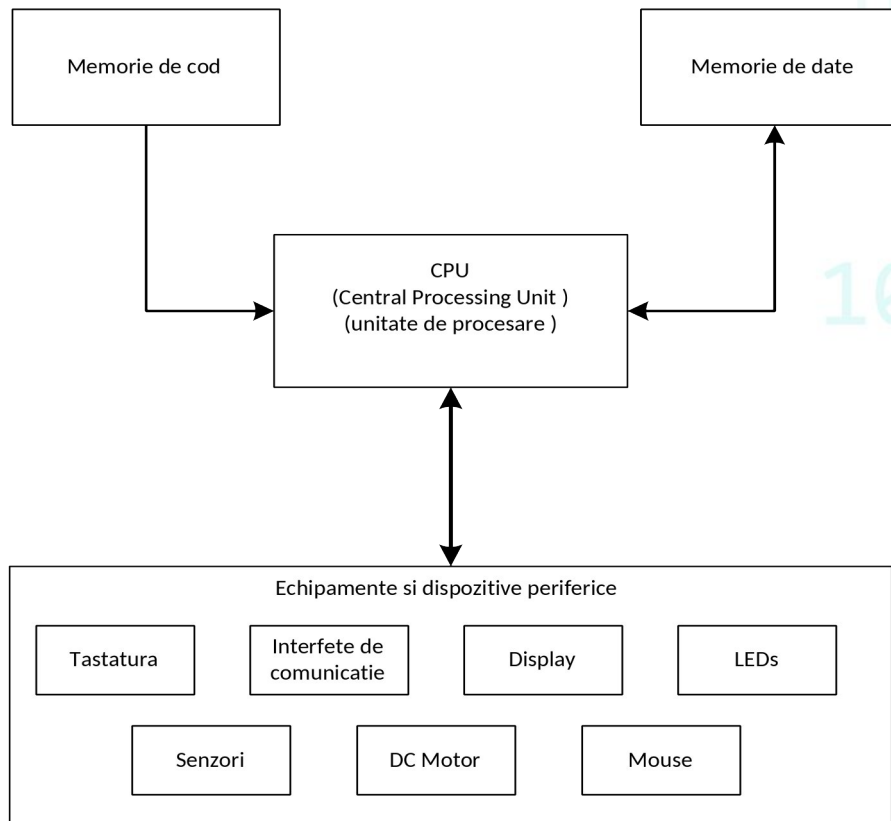 Memorie de cod
Memorie de date
CPU
(Central Processing Unit )
(unitate de procesare )
16
Echipamente si dispozitive periferice
Tastatura
Interfete de
comunicatie
Display
LEDs
Senzori
DC Motor
Mouse